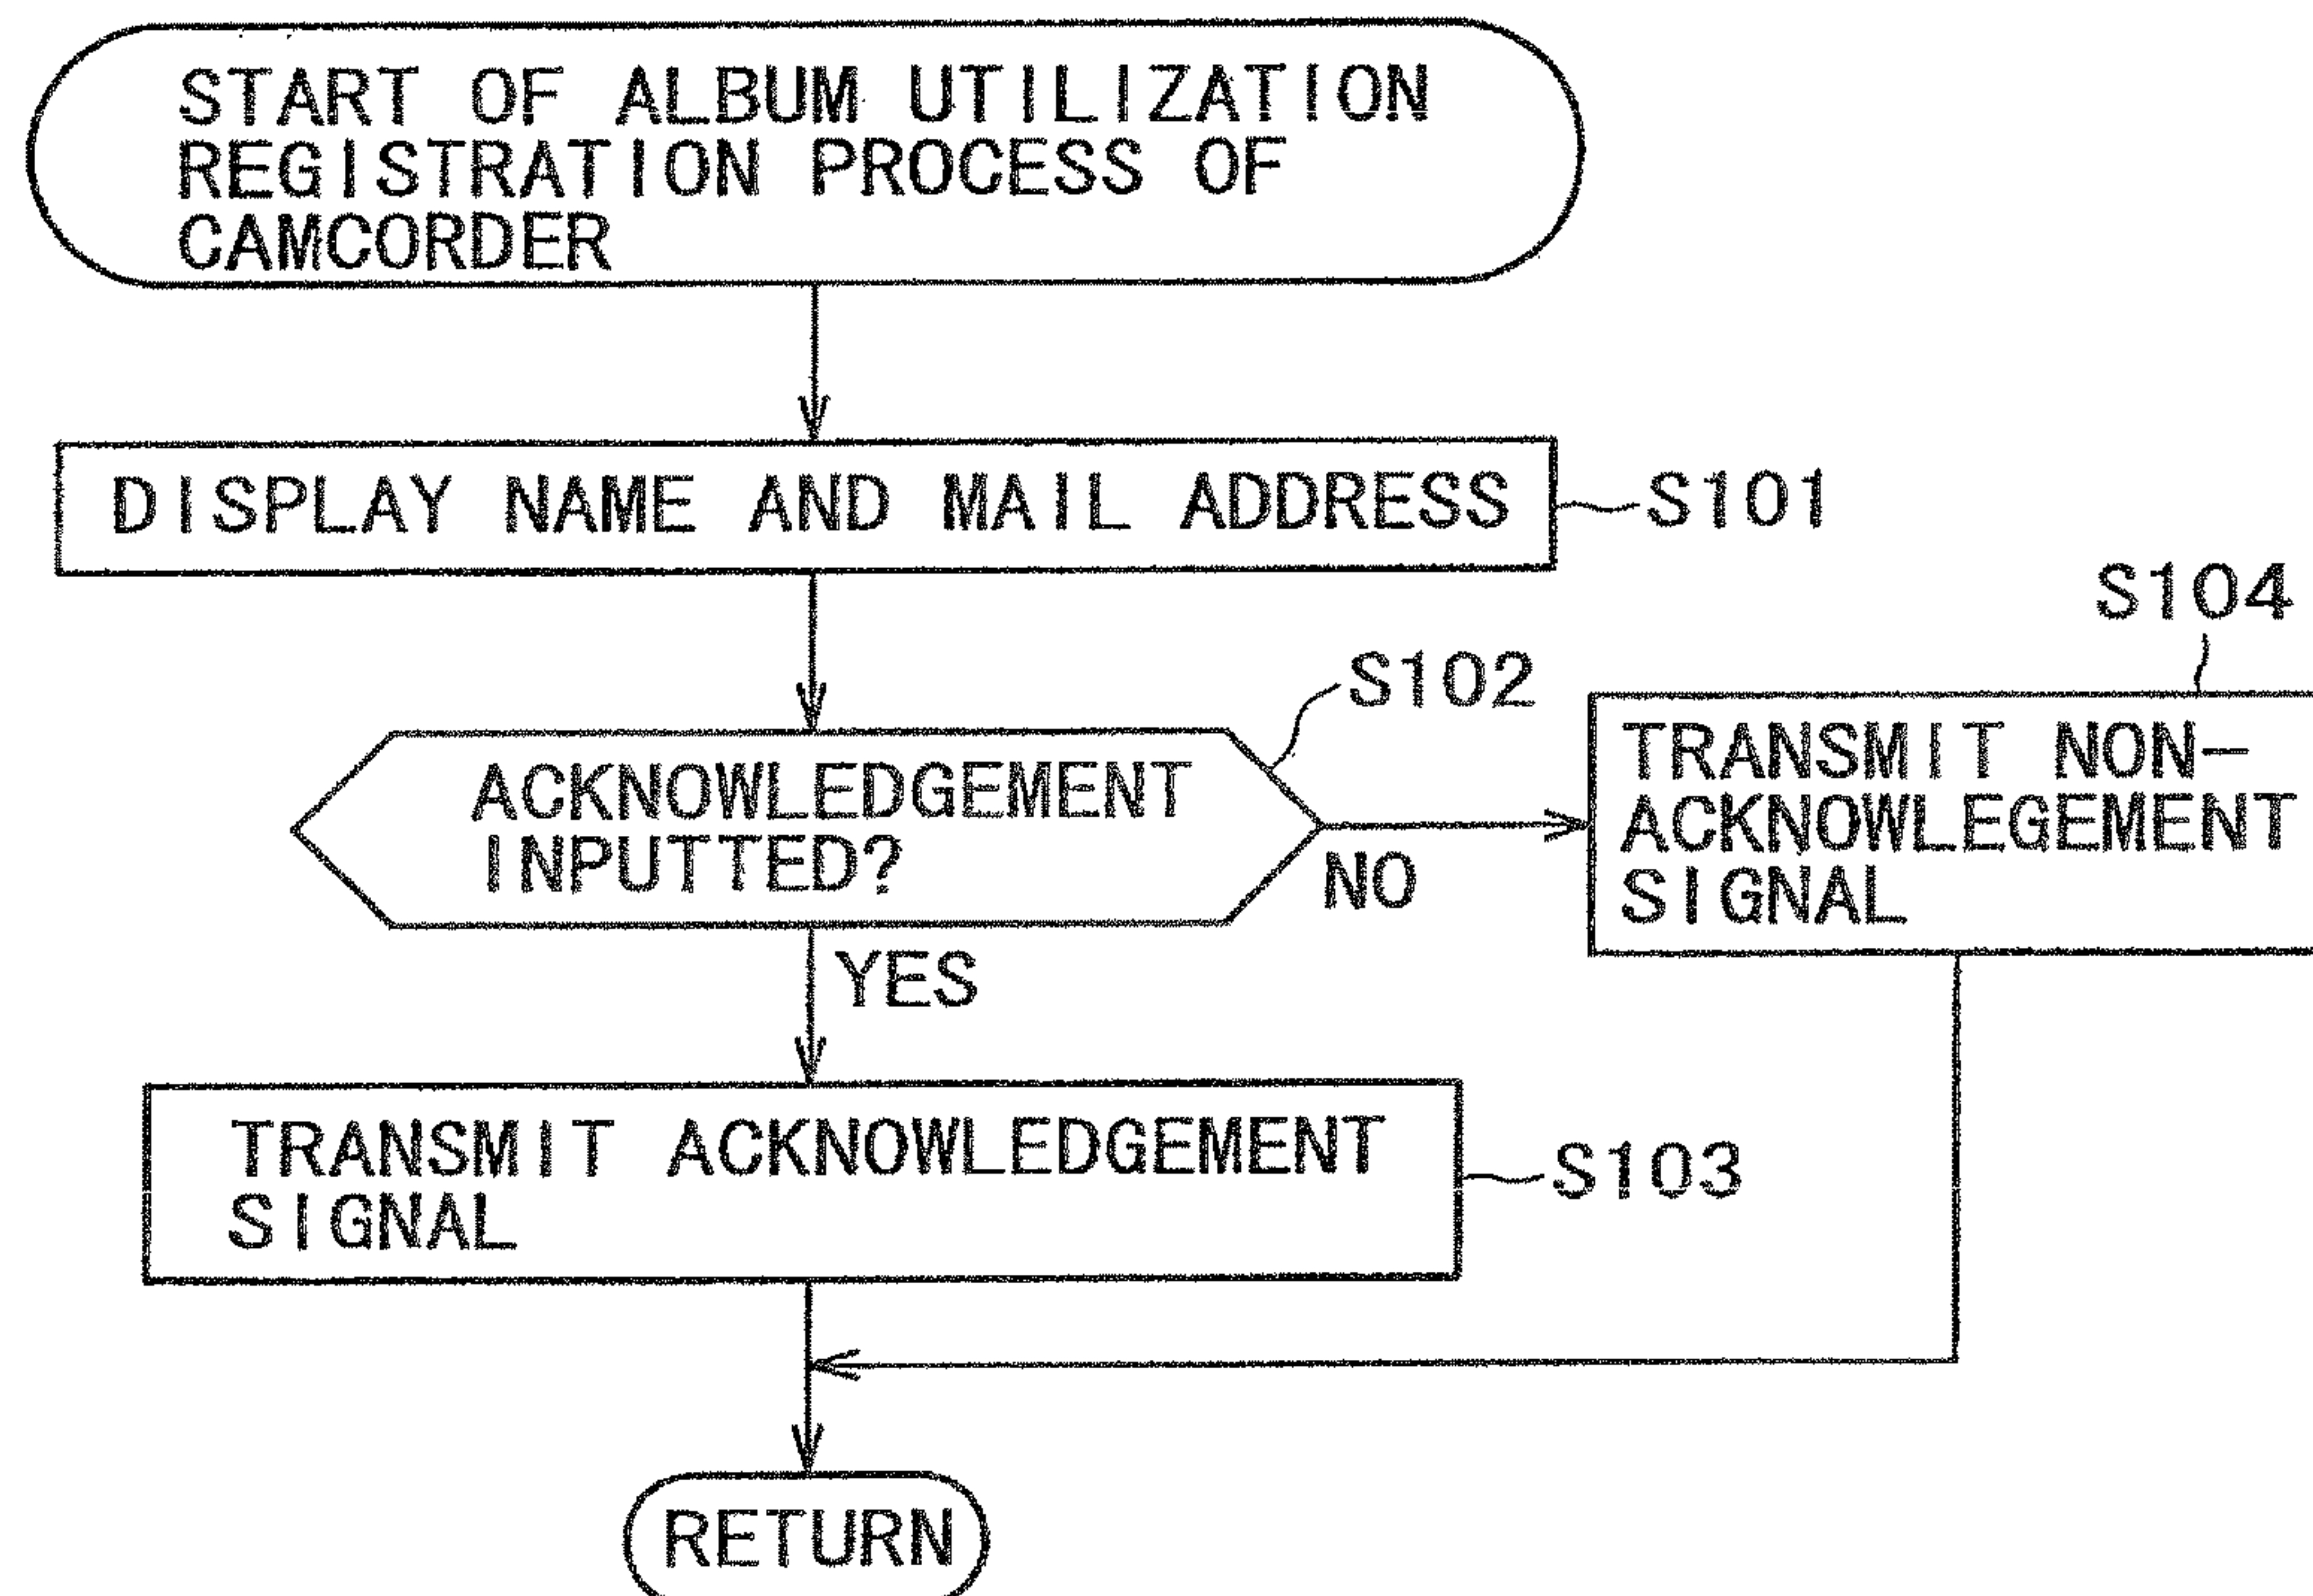 START OF ALBUM UTILIZATION
REGISTRATION PROCESS OF
CAMCORDER
DISPLAY NAME AND MAIL ADDRESS
S101
S104
S102
TRANSMIT NON-
ACKNOWLEGEMENT
SIGNAL
ACKNOWLEDGEMENT
INPUTTED?
NO
YES
TRANSMIT ACKNOWLEDGEMENT
SIGNAL
S103
RETURN